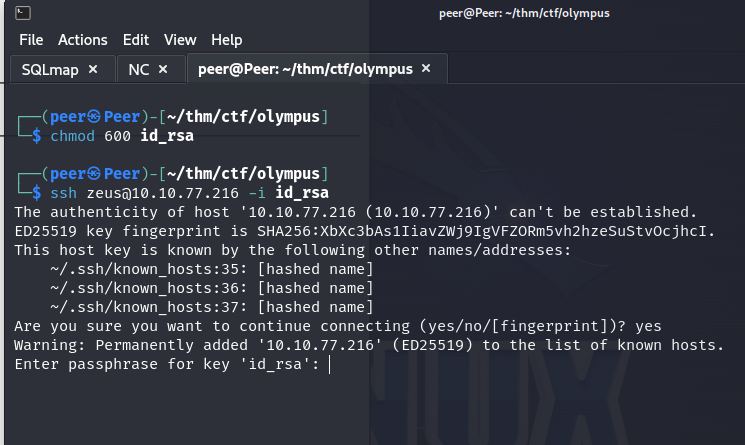 peer@Peer: ~/thm/ctf/olympus
File Actions Edit View Help
SQLmap × NC × peer@Peer: ~/thm/ctf/olympus ×
┌──(peer㉿Peer)-[~/thm/ctf/olympus]
└─$ chmod 600 id_rsa
┌──(peer㉿Peer)-[~/thm/ctf/olympus]
└─$ ssh zeus@10.10.77.216 -i id_rsa
The authenticity of host '10.10.77.216 (10.10.77.216)' can't be established.
ED25519 key fingerprint is SHA256:XbXc3bAs1IiavZWj9IgVFZORm5vh2hzeSuStvOcjhcI.
This host key is known by the following other names/addresses:
~/.ssh/known_hosts:35: [hashed name]
~/.ssh/known_hosts:36: [hashed name]
~/.ssh/known_hosts:37: [hashed name]
Are you sure you want to continue connecting (yes/no/[fingerprint])? yes
Warning: Permanently added '10.10.77.216' (ED25519) to the list of known hosts.
Enter passphrase for key 'id_rsa':